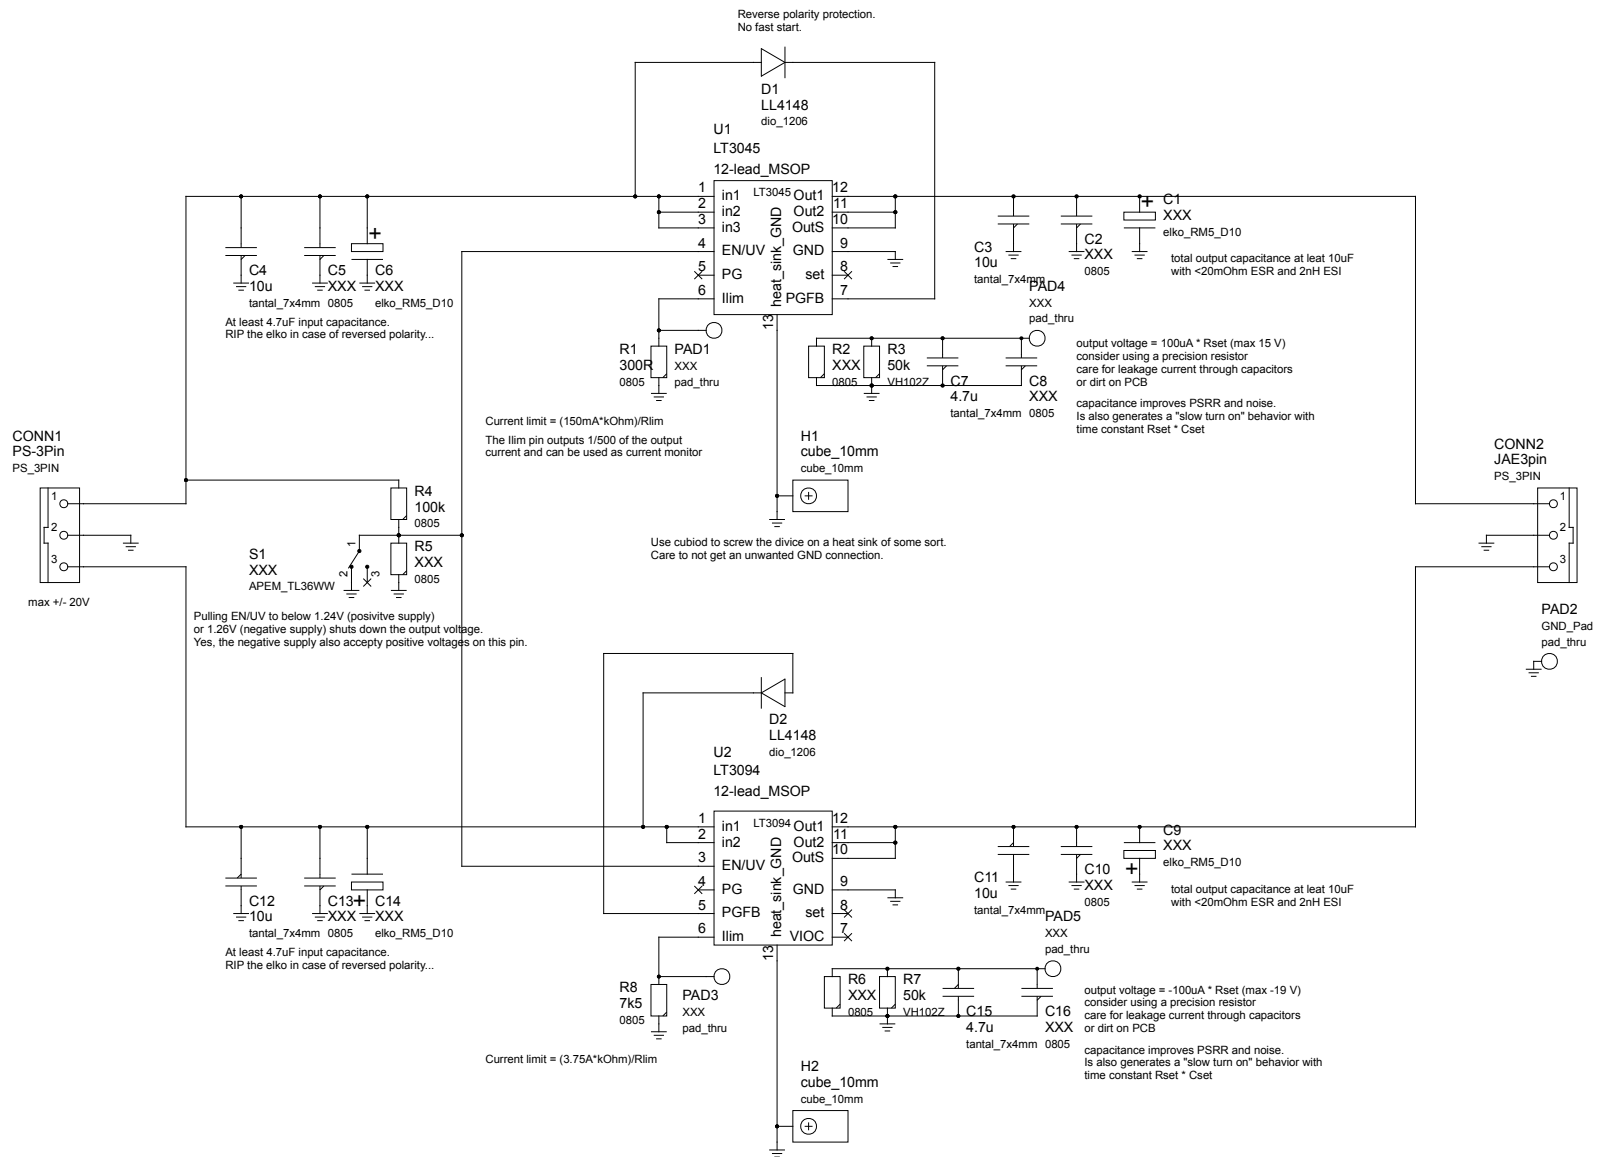 Reverse polarity protection.
No fast start.
D1
LL4148
dio_1206
U1
LT3045
12-lead_MSOP
1
2
3
4
5
6
in1
in2
in3
EN/UV
PG
Ilim
LT3045
heat_sink_GND
13
Out1
Out2
OutS
GND
set
PGFB
12
11
10
9
8
7
C4
10u
tantal_7x4mm
C5
XXX
0805
+
C6
XXX
elko_RM5_D10
At least 4.7uF input capacitance.
RIP the elko in case of reversed polarity...
C3
10u
tantal_7x4mm
C2
XXX
0805
+
C1
XXX
elko_RM5_D10
total output capacitance at leat 10uF
with <20mOhm ESR and 2nH ESI
PAD4
XXX
pad_thru
R1
300R
0805
PAD1
XXX
pad_thru
R2
XXX
0805
R3
50k
VH102Z
C7
4.7u
tantal_7x4mm
C8
XXX
0805
output voltage = 100uA * Rset (max 15 V)
consider using a precision resistor
care for leakage current through capacitors
or dirt on PCB
capacitance improves PSRR and noise.
Is also generates a "slow turn on" behavior with
time constant Rset * Cset
Current limit = (150mA*kOhm)/Rlim
The Ilim pin outputs 1/500 of the output
current and can be used as current monitor
H1
cube_10mm
cube_10mm
CONN1
PS-3Pin
PS_3PIN
1
2
3
max +/- 20V
R4
100k
0805
R5
XXX
0805
S1
XXX
APEM_TL36WW
1
2
3
Use cubiod to screw the divice on a heat sink of some sort.
Care to not get an unwanted GND connection.
CONN2
JAE3pin
PS_3PIN
1
2
3
PAD2
GND_Pad
pad_thru
Pulling EN/UV to below 1.24V (posivitve supply)
or 1.26V (negative supply) shuts down the output voltage.
Yes, the negative supply also accepty positive voltages on this pin.
D2
LL4148
dio_1206
U2
LT3094
12-lead_MSOP
1
2
3
4
5
6
in1
in2
EN/UV
PG
PGFB
Ilim
LT3094
heat_sink_GND
13
Out1
Out2
OutS
GND
set
VIOC
12
11
10
9
8
7
C12
10u
tantal_7x4mm
C13
XXX
0805
+
C14
XXX
elko_RM5_D10
At least 4.7uF input capacitance.
RIP the elko in case of reversed polarity...
C11
10u
tantal_7x4mm
C10
XXX
0805
+
C9
XXX
elko_RM5_D10
total output capacitance at leat 10uF
with <20mOhm ESR and 2nH ESI
PAD5
XXX
pad_thru
R8
7k5
0805
PAD3
XXX
pad_thru
R6
XXX
0805
R7
50k
VH102Z
C15
4.7u
tantal_7x4mm
C16
XXX
0805
output voltage = -100uA * Rset (max -19 V)
consider using a precision resistor
care for leakage current through capacitors
or dirt on PCB
capacitance improves PSRR and noise.
Is also generates a "slow turn on" behavior with
time constant Rset * Cset
Current limit = (3.75A*kOhm)/Rlim
H2
cube_10mm
cube_10mm